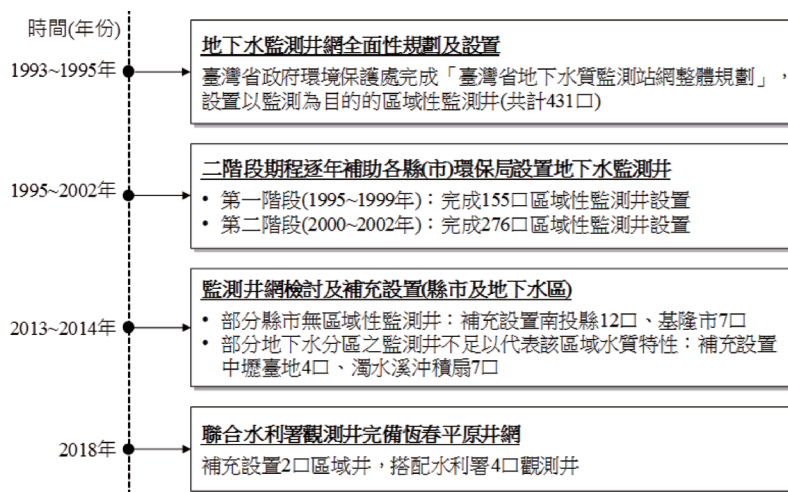 時間(年份)
地下水監測井網全面性規劃及設置
1993~1995年
臺灣省政府環境保護處完成「臺灣省地下水質監測站網整體規劃」，
設置以監測為目的的區域性監測井(共計431口)
二階段期程逐年補助各縣(市)環保局設置地下水監測井
1995~2002年
• 第一階段(1995~1999年)：完成155口區域性監測井設置
• 第二階段(2000~2002年)：完成276口區域性監測井設置
監測井網檢討及補充設置(縣市及地下水區)
2013~2014年
• 部分縣市無區域性監測井：補充設置南投縣12口、基隆市7口
• 部分地下水分區之監測井不足以代表該區域水質特性：補充設置
中壢臺地4口、濁水溪沖積扇7口
聯合水利署觀測井完備恆春平原井網
2018年
補充設置2口區域井，搭配水利署4口觀測井